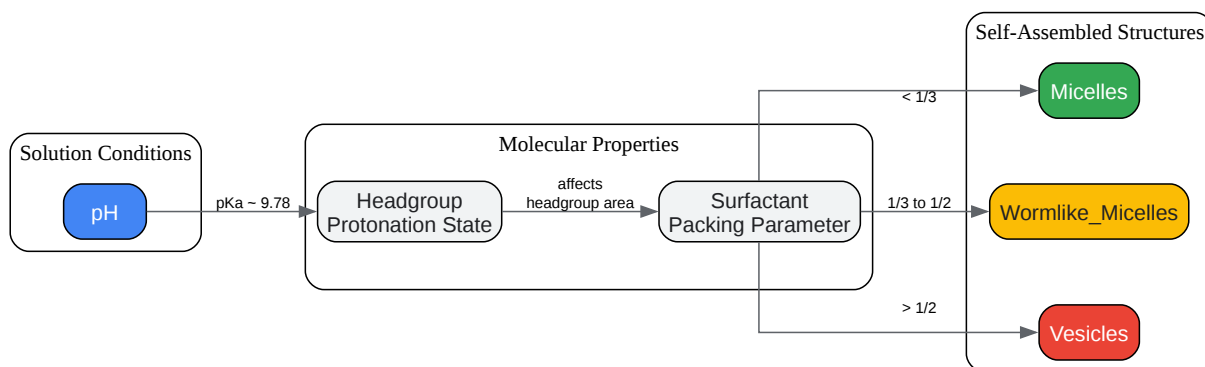 Solution Conditions
pH
pKa ~ 9.78
Molecular Properties
Headgroup
Protonation State
affects
headgroup area
Surfactant
Packing Parameter
< 1/3
1/3 to 1/2
> 1/2
Self-Assembled Structures
Micelles
Wormlike_Micelles
Vesicles